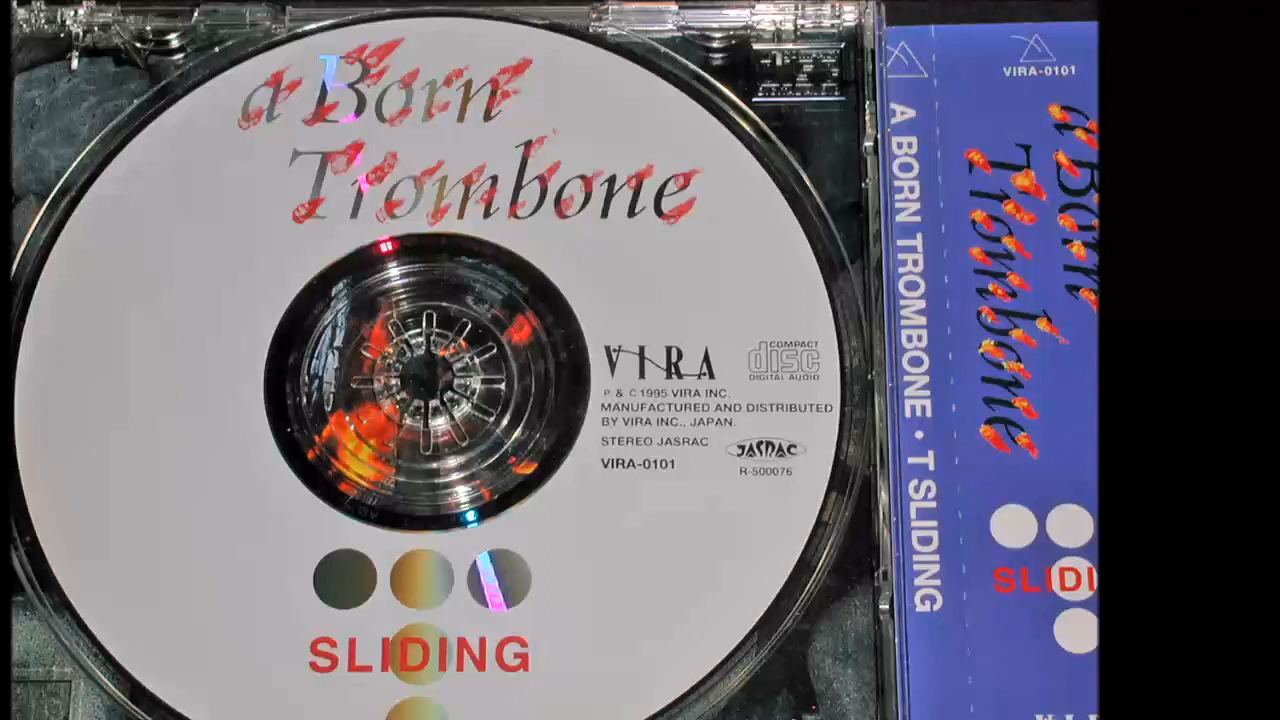 a Born
Trombone
VIRA
COMPACT
disc
DIGITAL AUDIO
P & C 1995 VIRA INC.
MANUFACTURED AND DISTRIBUTED
BY VIRA INC., JAPAN.
STEREO JASRAC
JASRAC
VIRA-0101
R-500076
SLIDING
A BORN TROMBONE • T SLIDING
VIRA-0101
a Born
Trombone